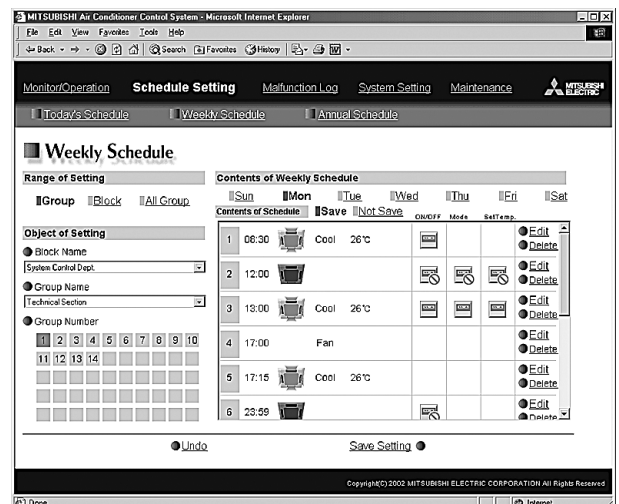 MITSUBISHI Air Conditioner Control System - Microsoft Internet Explorer
File Edit View Favorites Tools Help
Back Search Favorites History
Monitor/Operation Schedule Setting Malfunction Log System Setting Maintenance MITSUBISHI ELECTRIC
Today's Schedule Weekly Schedule Annual Schedule
Weekly Schedule
Range of Setting
Group Block All Group
Object of Setting
Block Name
System Control Dept.
Group Name
Technical Section
Group Number
1 2 3 4 5 6 7 8 9 10
11 12 13 14
Contents of Weekly Schedule
Sun Mon Tue Wed Thu Fri Sat
Contents of Schedule Save Not Save ON/OFF Mode SetTemp.
1 08:30 Cool 26℃ Edit
Delete
2 12:00 Edit
Delete
3 13:00 Cool 26℃ Edit
Delete
4 17:00 Fan Edit
Delete
5 17:15 Cool 26℃ Edit
Delete
6 23:59 Edit
Delete
Undo Save Setting
Copyright(C)2002 MITSUBISHI ELECTRIC CORPORATION All Rights Reserved
Done Internet